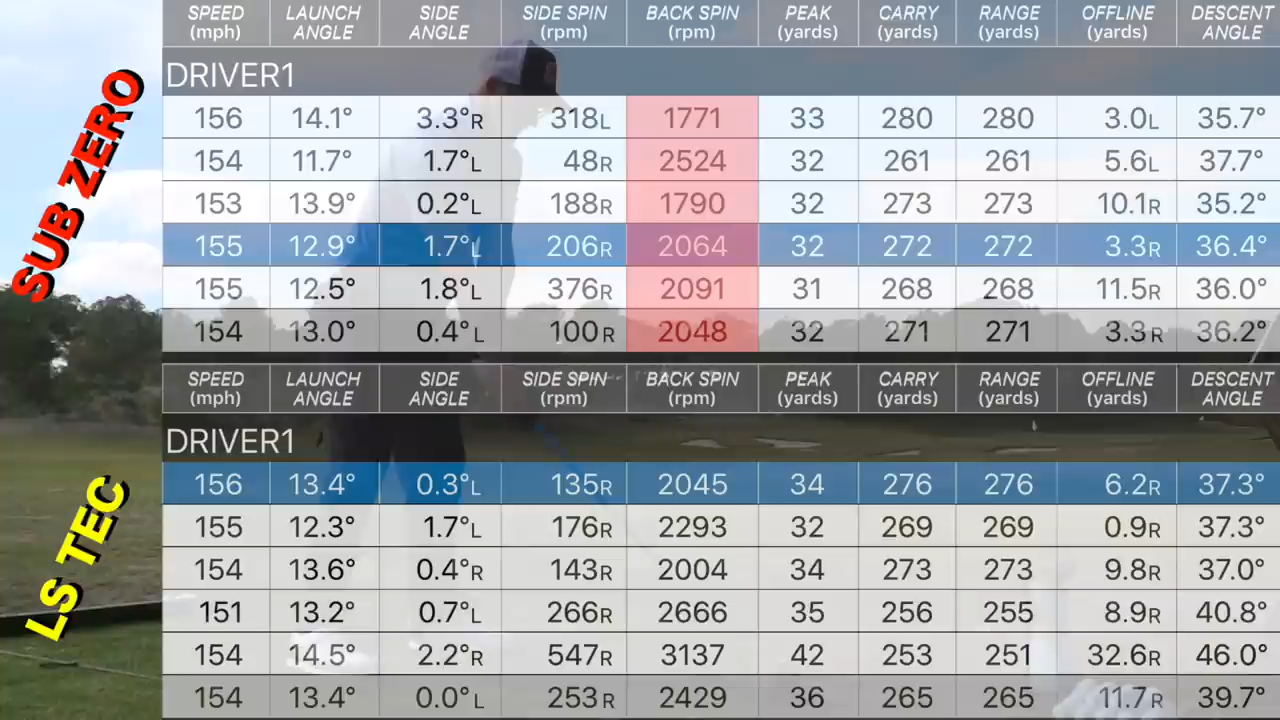 SUB ZERO
SPEED (mph) LAUNCH ANGLE SIDE ANGLE SIDE SPIN (rpm) BACK SPIN (rpm) PEAK (yards) CARRY (yards) RANGE (yards) OFFLINE (yards) DESCENT ANGLE
DRIVER1
156 14.1° 3.3°R 318L 1771 33 280 280 3.0L 35.7°
154 11.7° 1.7°L 48R 2524 32 261 261 5.6L 37.7°
153 13.9° 0.2°L 188R 1790 32 273 273 10.1R 35.2°
155 12.9° 1.7°L 206R 2064 32 272 272 3.3R 36.4°
155 12.5° 1.8°L 376R 2091 31 268 268 11.5R 36.0°
154 13.0° 0.4°L 100R 2048 32 271 271 3.3R 36.2°
LS TEC
SPEED (mph) LAUNCH ANGLE SIDE ANGLE SIDE SPIN (rpm) BACK SPIN (rpm) PEAK (yards) CARRY (yards) RANGE (yards) OFFLINE (yards) DESCENT ANGLE
DRIVER1
156 13.4° 0.3°L 135R 2045 34 276 276 6.2R 37.3°
155 12.3° 1.7°L 176R 2293 32 269 269 0.9R 37.3°
154 13.6° 0.4°R 143R 2004 34 273 273 9.8R 37.0°
151 13.2° 0.7°L 266R 2666 35 256 255 8.9R 40.8°
154 14.5° 2.2°R 547R 3137 42 253 251 32.6R 46.0°
154 13.4° 0.0°L 253R 2429 36 265 265 11.7R 39.7°